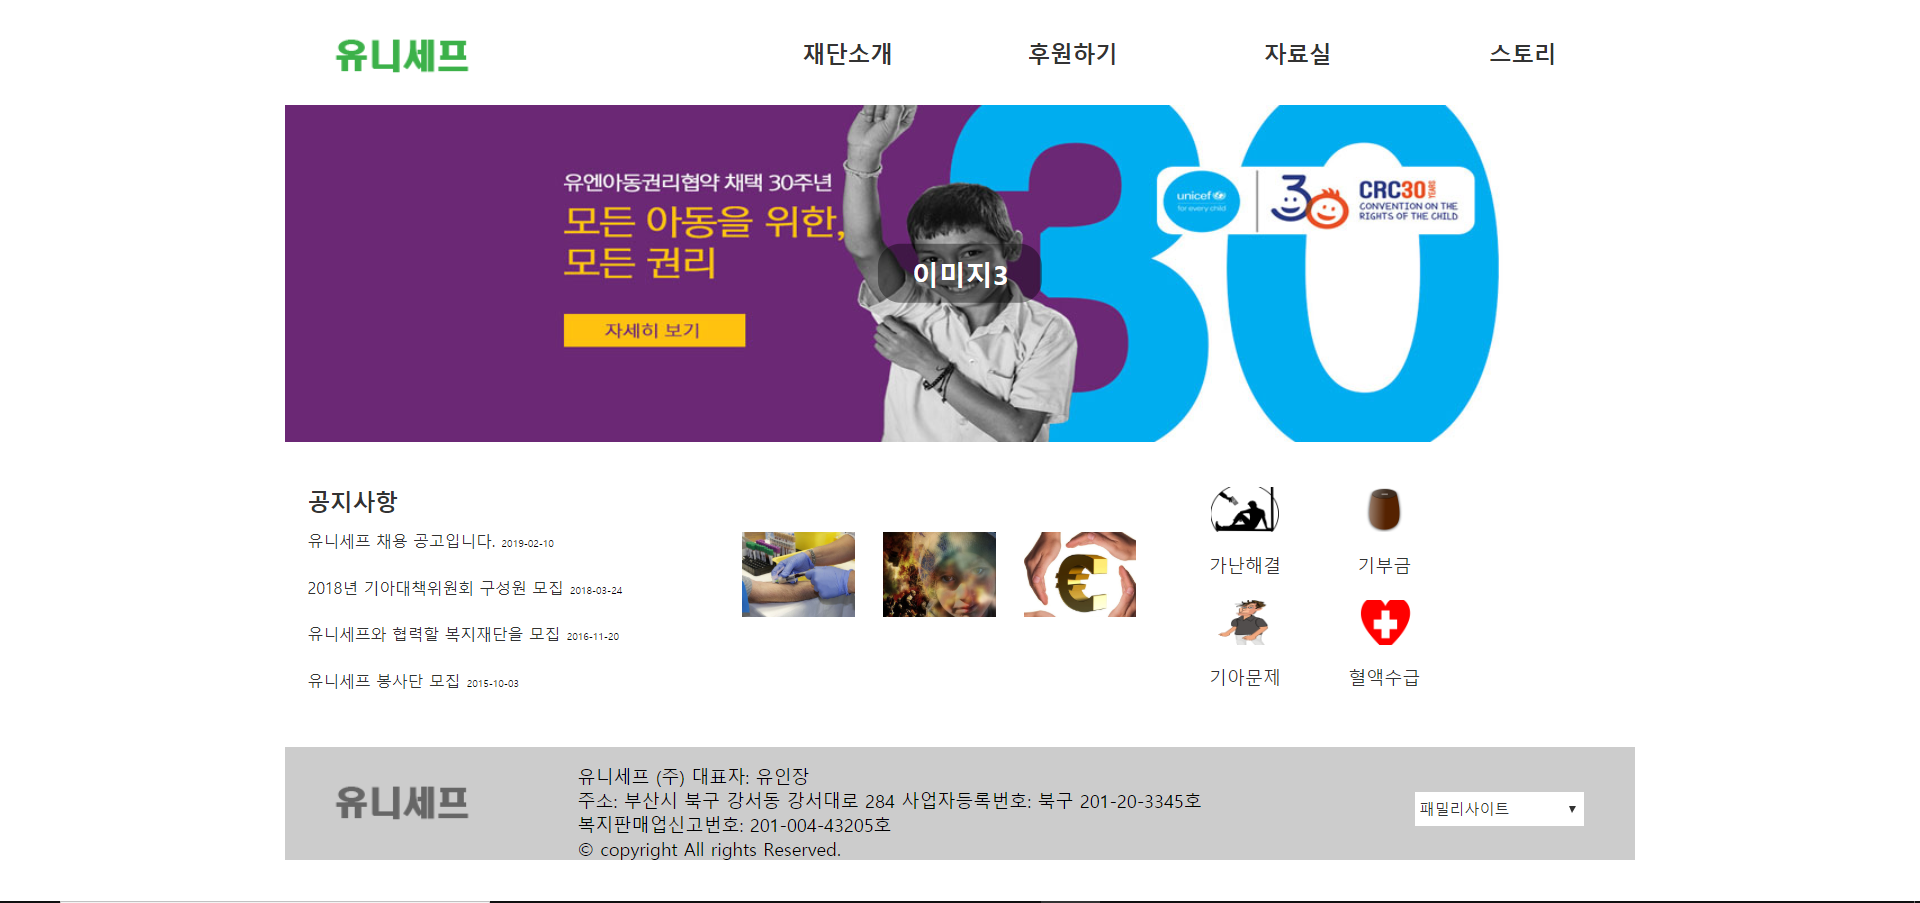 유니세프
재단소개
후원하기
자료실
스토리
유엔아동권리협약 채택 30주년
모든 아동을 위한,
모든 권리
자세히 보기
이미지3
30
unicef
for every child
30
CRC30 YEARS
CONVENTION ON THE
RIGHTS OF THE CHILD
공지사항
유니세프 채용 공고입니다. 2019-02-10
2018년 기아대책위원회 구성원 모집 2018-03-24
유니세프와 협력할 복지재단을 모집 2016-11-20
유니세프 봉사단 모집 2015-10-03
가난해결
기부금
기아문제
혈액수급
유니세프
유니세프 (주) 대표자: 유인장
주소: 부산시 북구 강서동 강서대로 284 사업자등록번호: 북구 201-20-3345호
복지판매업신고번호: 201-004-43205호
© copyright All rights Reserved.
패밀리사이트